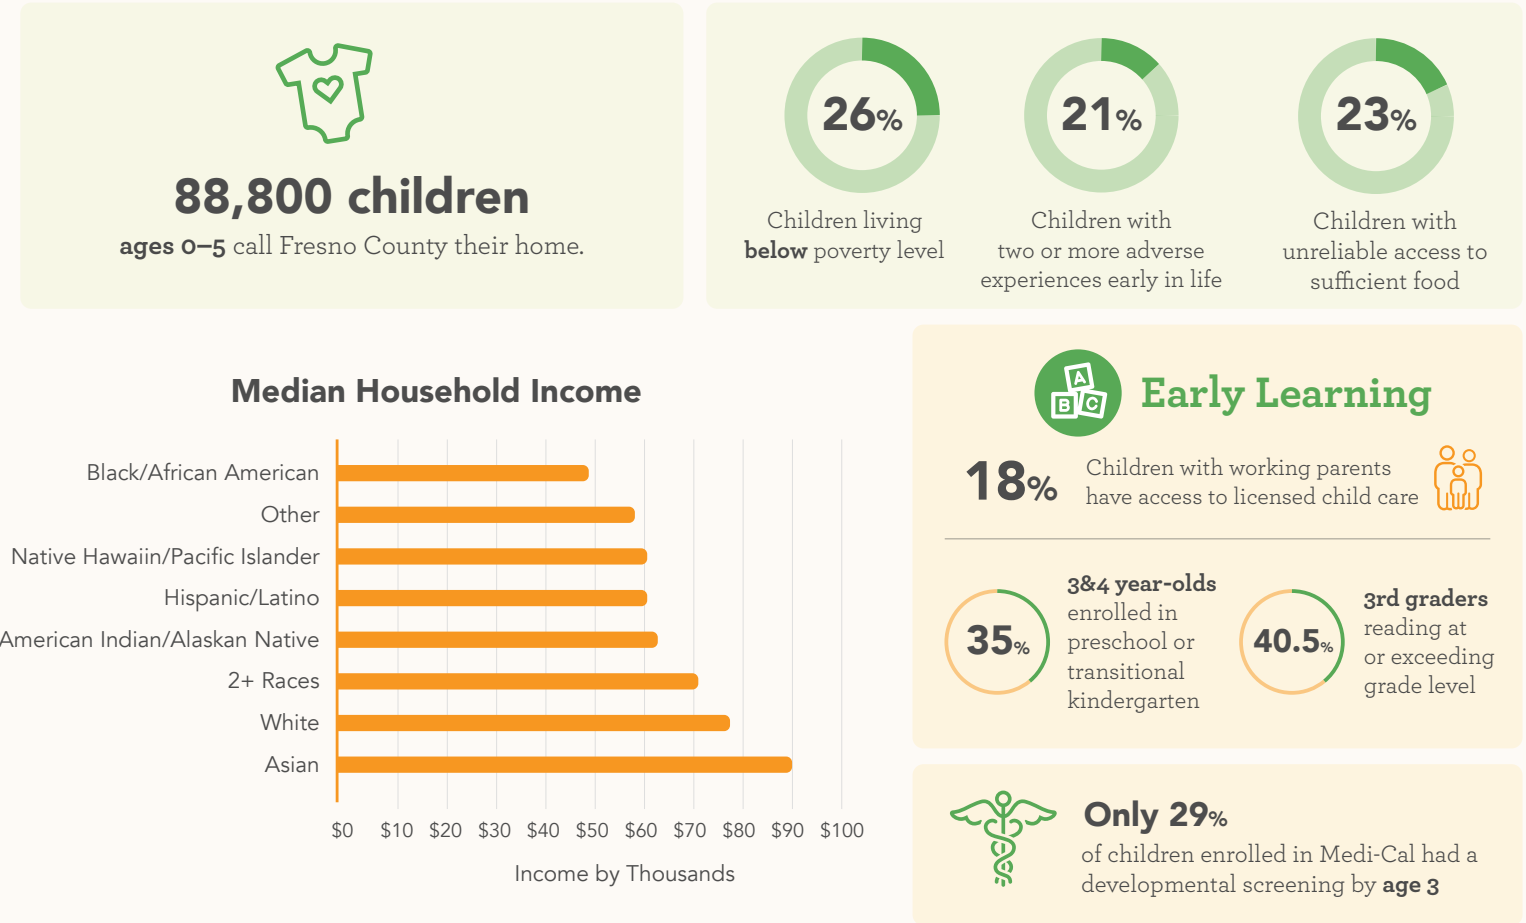 88,800 children
ages 0–5 call Fresno County their home.
26%
Children living
below poverty level
21%
Children with
two or more adverse
experiences early in life
23%
Children with
unreliable access to
sufficient food
Median Household Income
Black/African American
Other
Native Hawaiin/Pacific Islander
Hispanic/Latino
American Indian/Alaskan Native
2+ Races
White
Asian
$0 $10 $20 $30 $40 $50 $60 $70 $80 $90 $100
Income by Thousands
A
B C
Early Learning
18%
Children with working parents
have access to licensed child care
35%
3&4 year-olds
enrolled in
preschool or
transitional
kindergarten
40.5%
3rd graders
reading at
or exceeding
grade level
Only 29%
of children enrolled in Medi-Cal had a
developmental screening by age 3